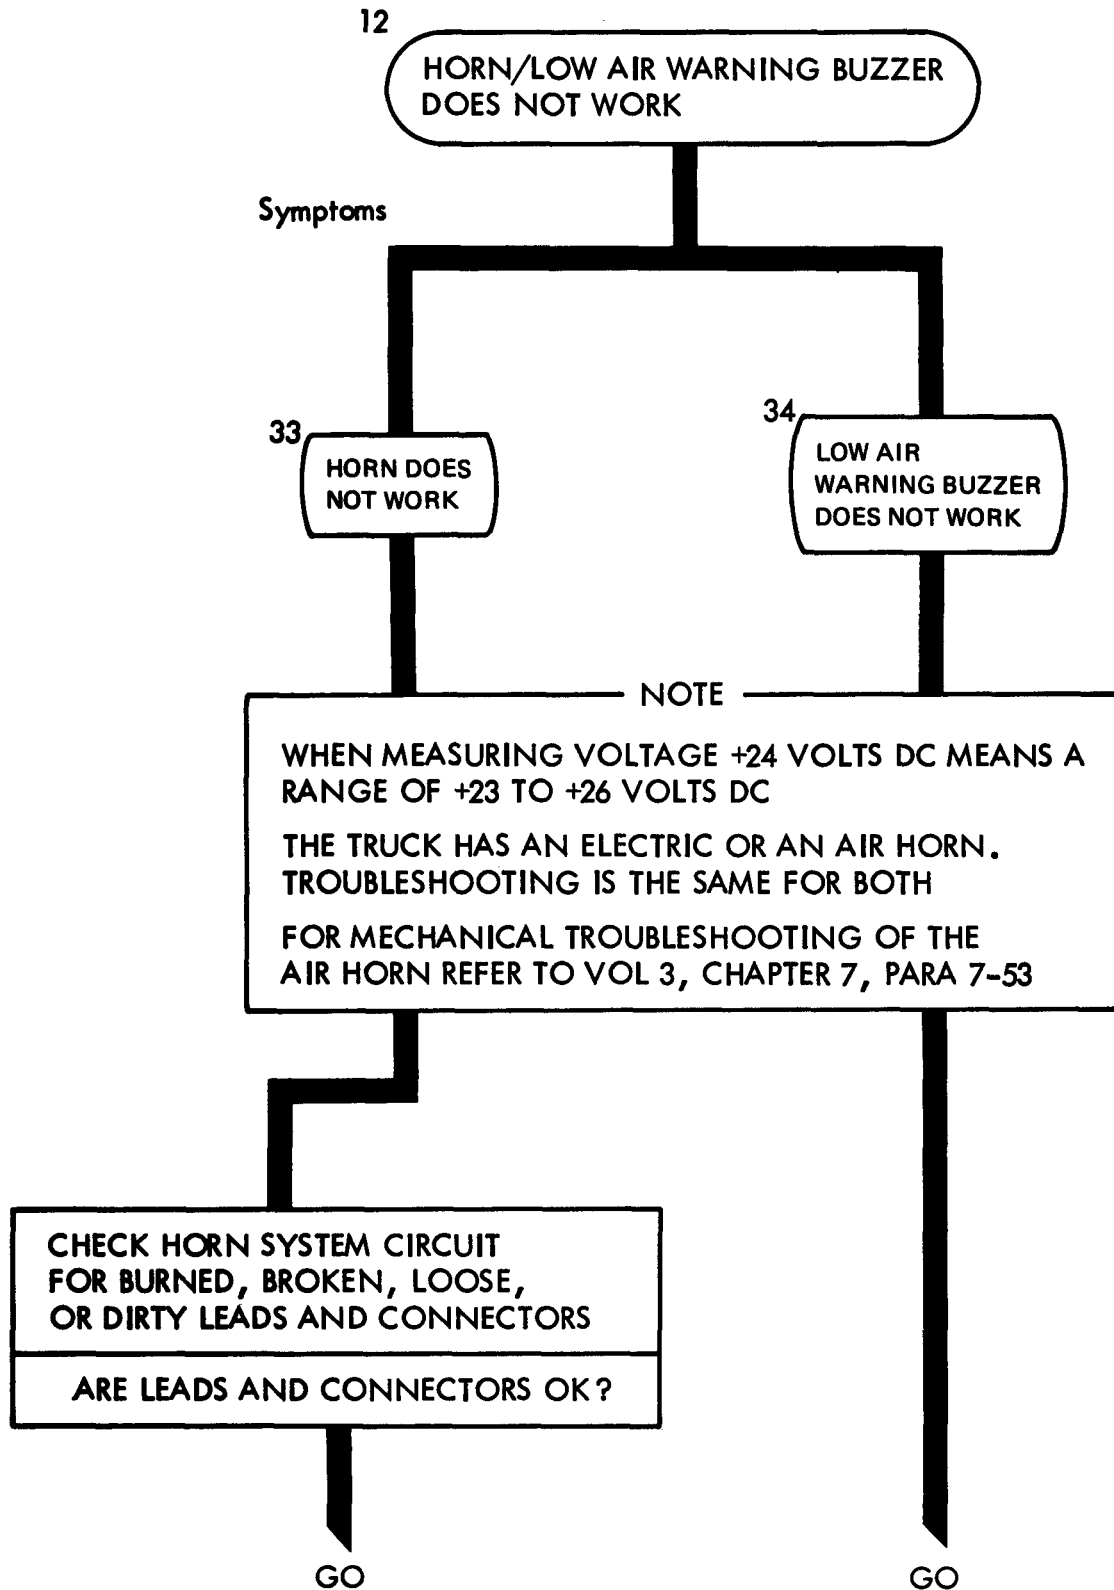 12
HORN/LOW AIR WARNING BUZZER
DOES NOT WORK
Symptoms
33
HORN DOES
NOT WORK
34
LOW AIR
WARNING BUZZER
DOES NOT WORK
NOTE
WHEN MEASURING VOLTAGE +24 VOLTS DC MEANS A
RANGE OF +23 TO +26 VOLTS DC
THE TRUCK HAS AN ELECTRIC OR AN AIR HORN.
TROUBLESHOOTING IS THE SAME FOR BOTH
FOR MECHANICAL TROUBLESHOOTING OF THE
AIR HORN REFER TO VOL 3, CHAPTER 7, PARA 7-53
CHECK HORN SYSTEM CIRCUIT
FOR BURNED, BROKEN, LOOSE,
OR DIRTY LEADS AND CONNECTORS
ARE LEADS AND CONNECTORS OK?
GO
GO